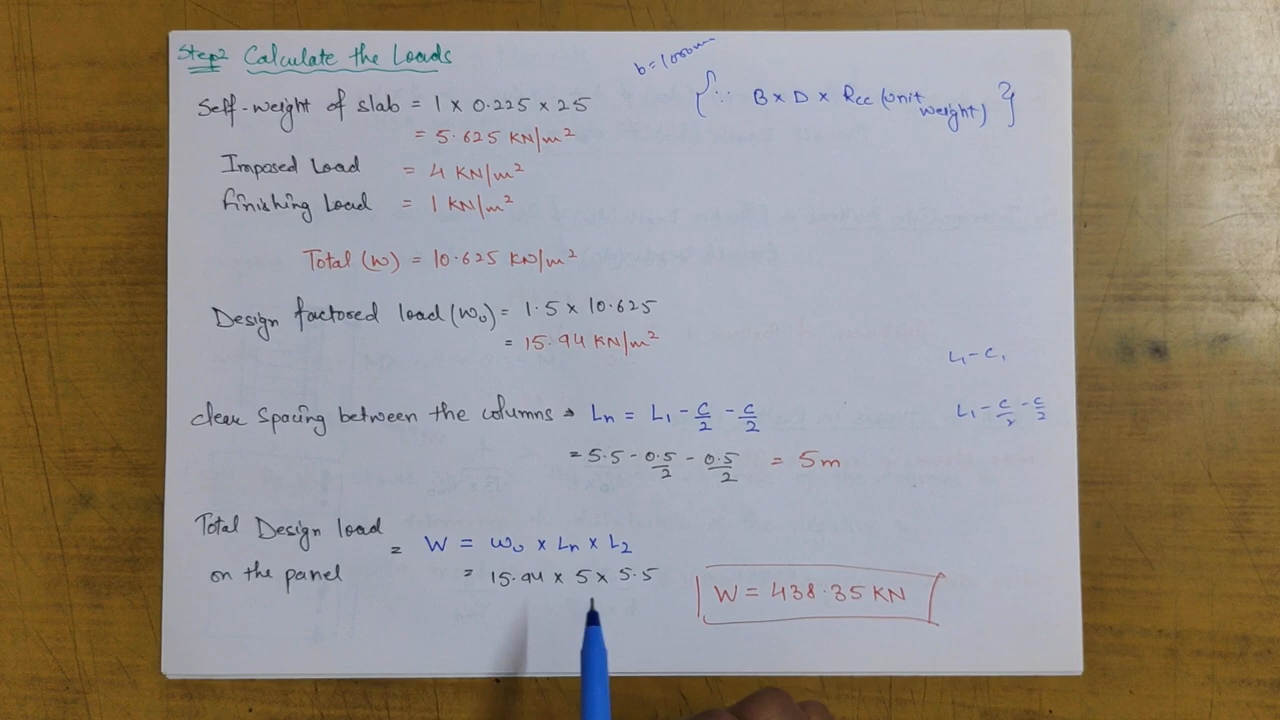 Step2 Calculate the Loads
b=1000mm
Self-weight of slab = 1 x 0.225 x 25 {∵ B x D x Rcc (unit weight) }
= 5.625 KN/m²
Imposed Load = 4 KN/m²
Finishing Load = 1 KN/m²
Total (w) = 10.625 KN/m²
Design factored load (w₀) = 1.5 x 10.625
= 15.94 KN/m²
L₁ - C₁
Clear Spacing between the columns → Ln = L₁ - C/2 - C/2 L₁ - C/2 - C/2
= 5.5 - 0.5/2 - 0.5/2 = 5m
Total Design load on the panel = W = w₀ x Ln x L₂
= 15.94 x 5 x 5.5
W = 438.35 KN